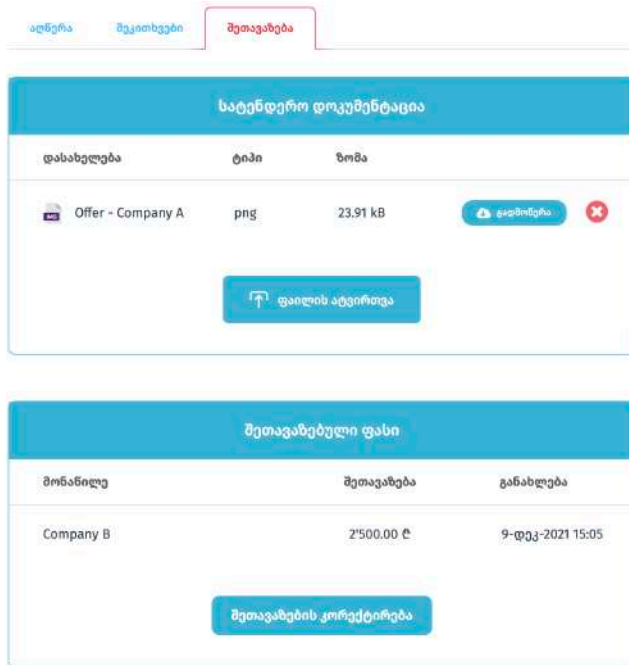 აღწერა შეკითხვები შეთავაზება
სატენდერო დოკუმენტაცია
დასახელება ტიპი ზომა
IMG Offer - Company A png 23.91 kB გადმოწერა
ფაილის ატვირთვა
შეთავაზებული ფასი
მონაწილე შეთავაზება განახლება
Company B 2'500.00 ₾ 9-დეკ-2021 15:05
შეთავაზების კორექტირება